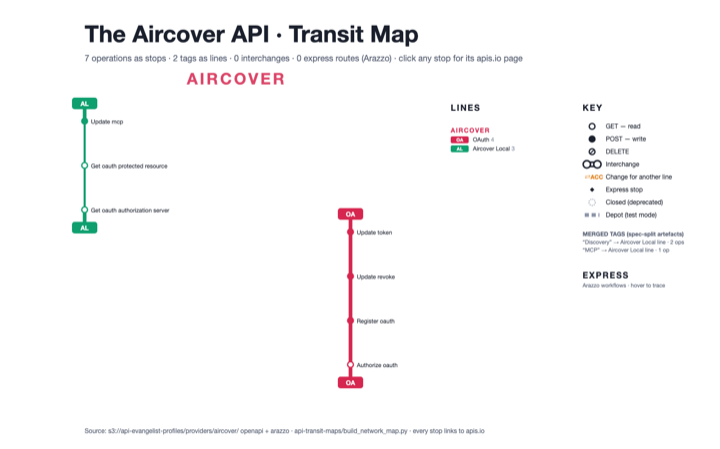 The Aircover API · Transit Map
7 operations as stops · 2 tags as lines · 0 interchanges · 0 express routes (Arazzo) · click any stop for its apis.io page
AIRCOVER
AL
Update mcp
Get oauth protected resource
Get oauth authorization server
AL
OA
Update token
Update revoke
Register oauth
Authorize oauth
OA
LINES
AIRCOVER
OA OAuth 4
AL Aircover Local 3
KEY
GET — read
POST — write
DELETE
Interchange
ACC Change for another line
Express stop
Closed (deprecated)
Depot (test mode)
MERGED TAGS (spec-split artefacts)
"Discovery" → Aircover Local line · 2 ops
"MCP" → Aircover Local line · 1 op
EXPRESS
Arazzo workflows · hover to trace
Source: s3://api-evangelist-profiles/providers/aircover/ openapi + arazzo · api-transit-maps/build_network_map.py · every stop links to apis.io